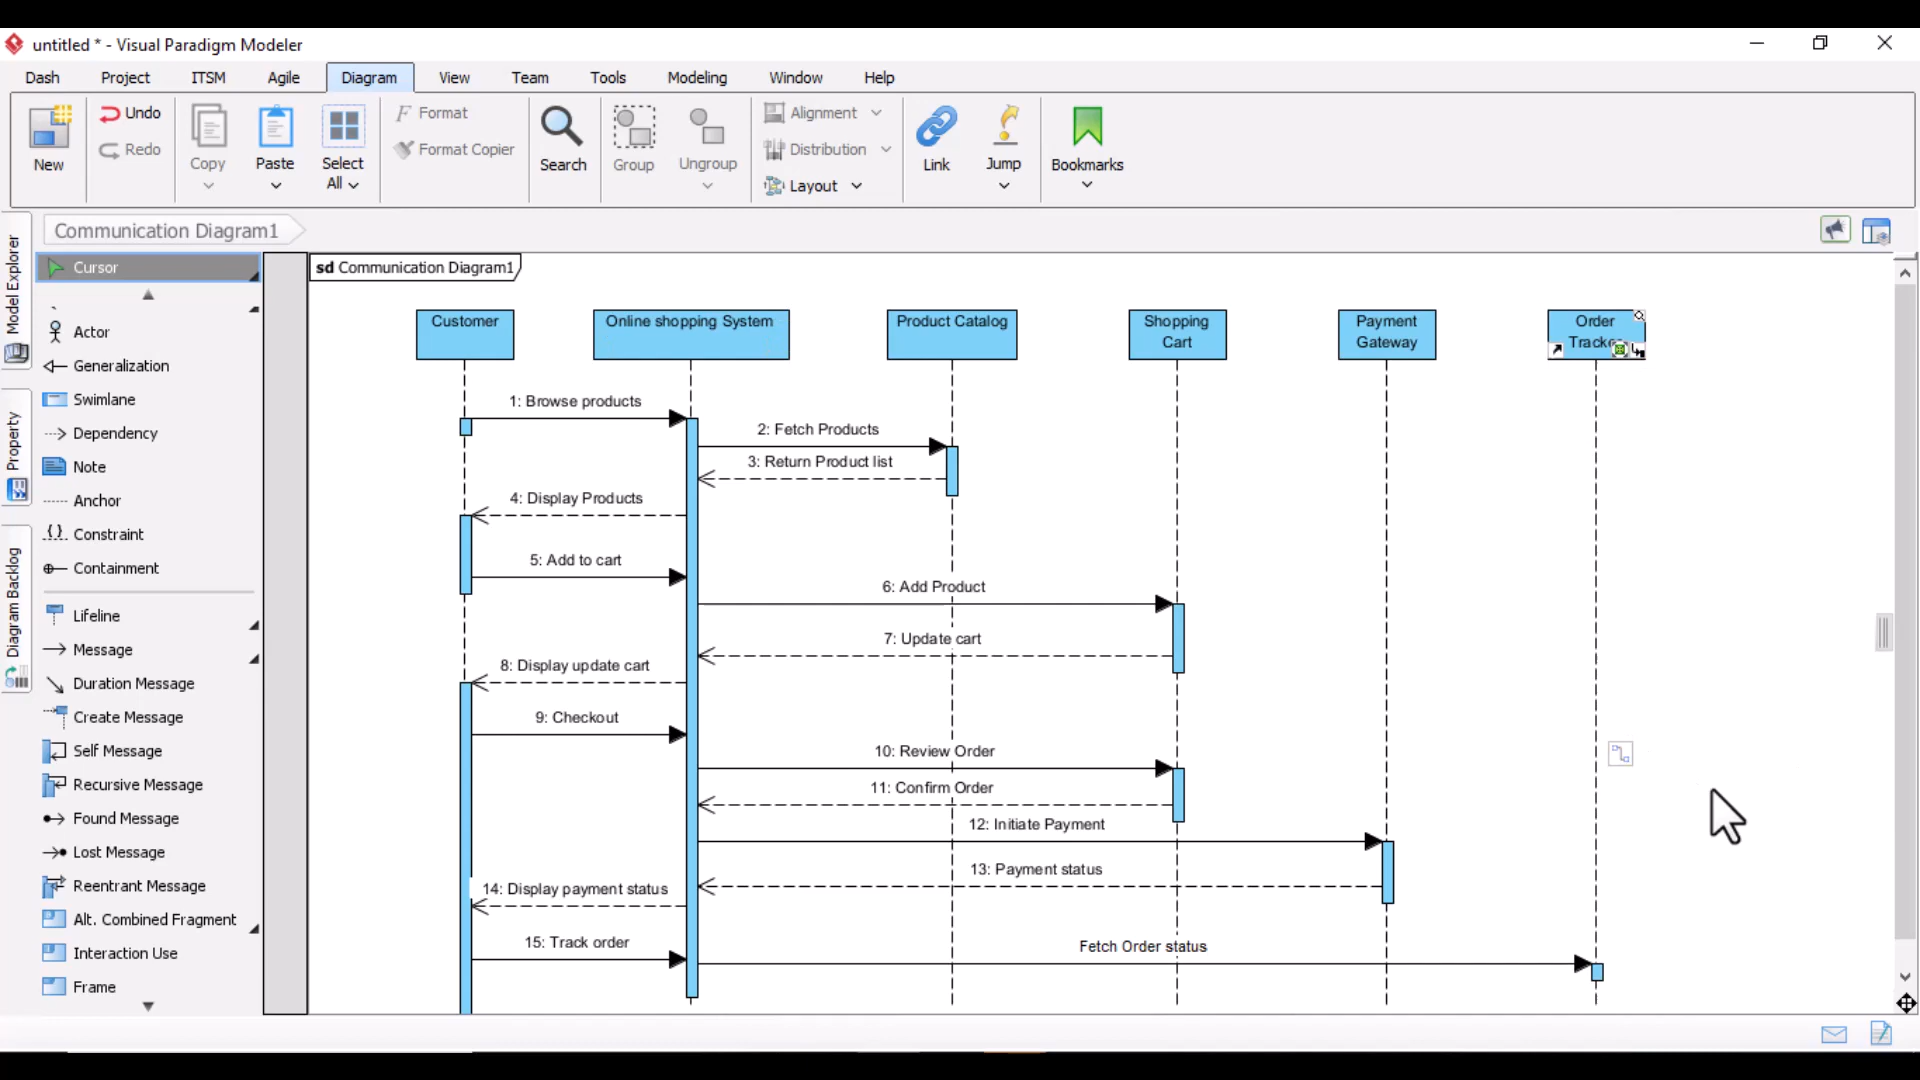 untitled * - Visual Paradigm Modeler
Dash Project ITSM Agile Diagram View Team Tools Modeling Window Help
New
Undo
Redo
Copy
Paste
Select
All
Format
Format Copier
Search
Group
Ungroup
Alignment
Distribution
Layout
Link
Jump
Bookmarks
Model Explorer
Property
Diagram Backlog
Communication Diagram1
Cursor
Actor
Generalization
Swimlane
Dependency
Note
Anchor
Constraint
Containment
Lifeline
Message
Duration Message
Create Message
Self Message
Recursive Message
Found Message
Lost Message
Reentrant Message
Alt. Combined Fragment
Interaction Use
Frame
sd Communication Diagram1
Customer
Online shopping System
Product Catalog
Shopping
Cart
Payment
Gateway
Order
1: Browse products
2: Fetch Products
3: Return Product list
4: Display Products
5: Add to cart
6: Add Product
7: Update cart
8: Display update cart
9: Checkout
10: Review Order
11: Confirm Order
12: Initiate Payment
13: Payment status
14: Display payment status
15: Track order
Fetch Order status